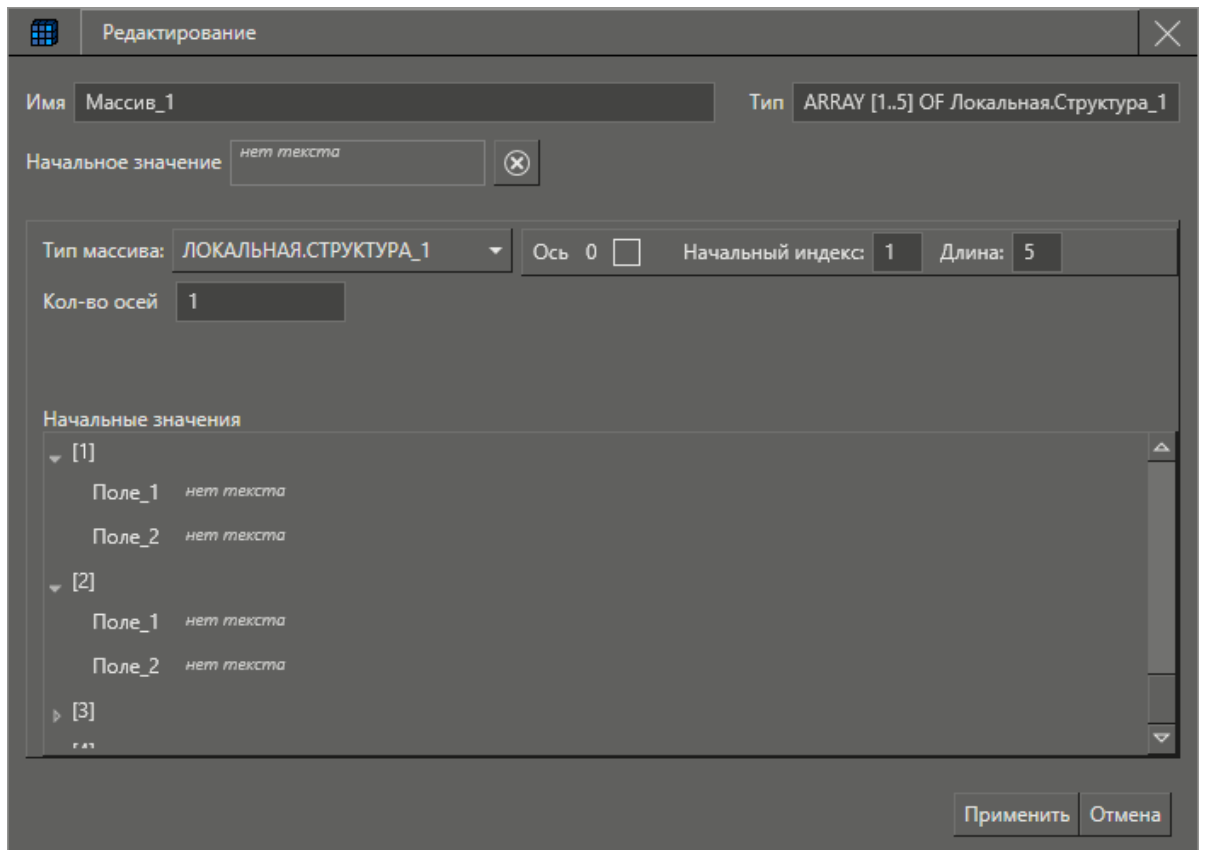 Редактирование
Имя Массив_1 Тип ARRAY [1..5] OF Локальная.Структура_1
Начальное значение нет текста
Тип массива: ЛОКАЛЬНАЯ.СТРУКТУРА_1 Ось 0 Начальный индекс: 1 Длина: 5
Кол-во осей 1
Начальные значения
[1]
Поле_1 нет текста
Поле_2 нет текста
[2]
Поле_1 нет текста
Поле_2 нет текста
[3]
Применить Отмена